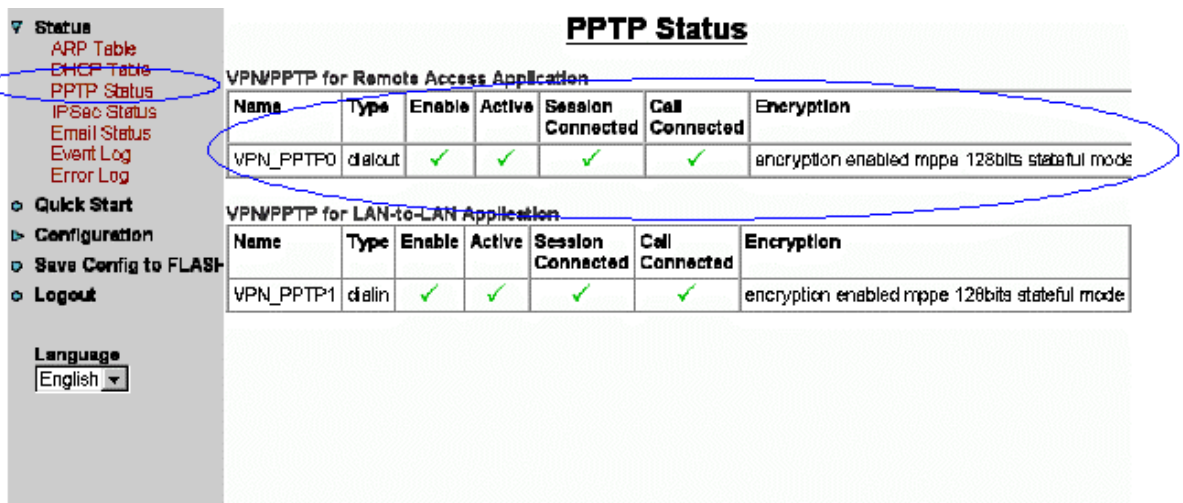 Status
ARP Table
DHCP Table
PPTP Status
IPSec Status
Email Status
Event Log
Error Log
Quick Start
Configuration
Save Config to FLASH
Logout
Language
English
PPTP Status
VPN/PPTP for Remote Access Application
Name Type Enable Active Session Connected Call Connected Encryption
VPN_PPTP0 dialout ✓ ✓ ✓ ✓ encryption enabled mppe 128bits stateful mode
VPN/PPTP for LAN-to-LAN Application
Name Type Enable Active Session Connected Call Connected Encryption
VPN_PPTP1 dialin ✓ ✓ ✓ ✓ encryption enabled mppe 128bits stateful mode